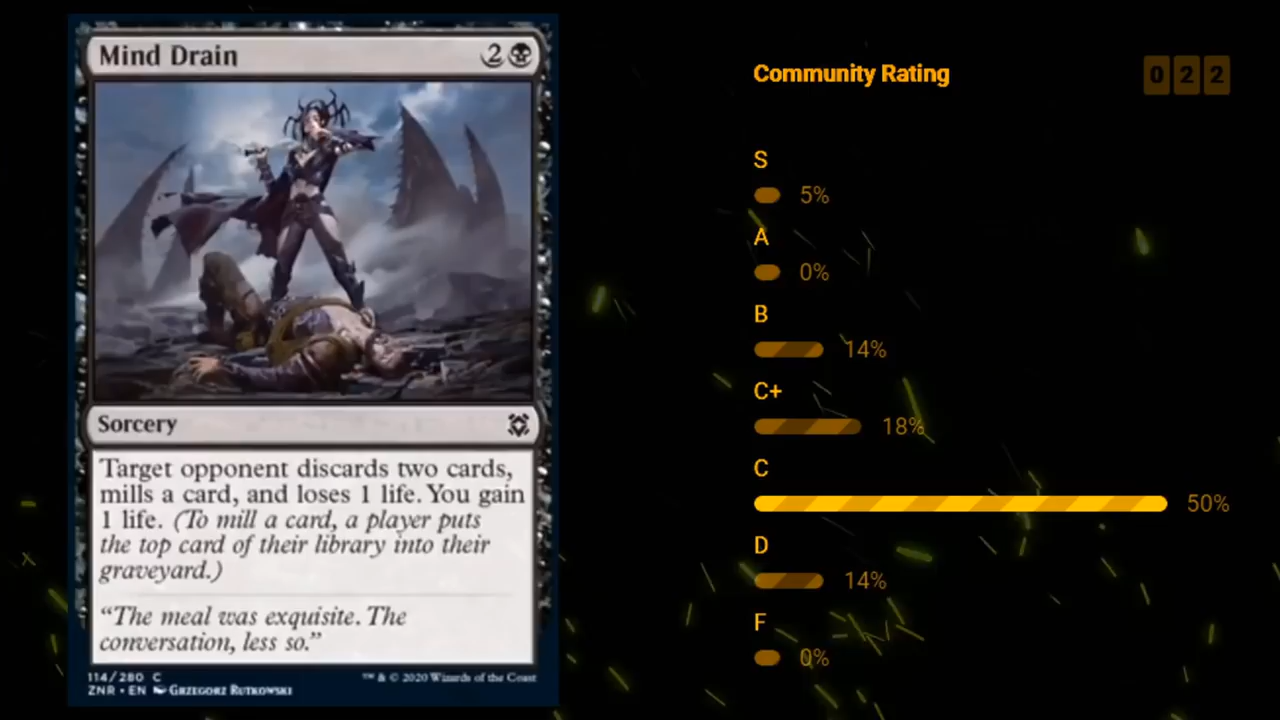 Mind Drain 2
Sorcery
Target opponent discards two cards,
mills a card, and loses 1 life. You gain
1 life. (To mill a card, a player puts
the top card of their library into their
graveyard.)
“The meal was exquisite. The
conversation, less so.”
114/280 C
ZNR • EN Grzegorz Rutkowski
™ & © 2020 Wizards of the Coast
Community Rating
022
S
5%
A
0%
B
14%
C+
18%
C
50%
D
14%
F
0%